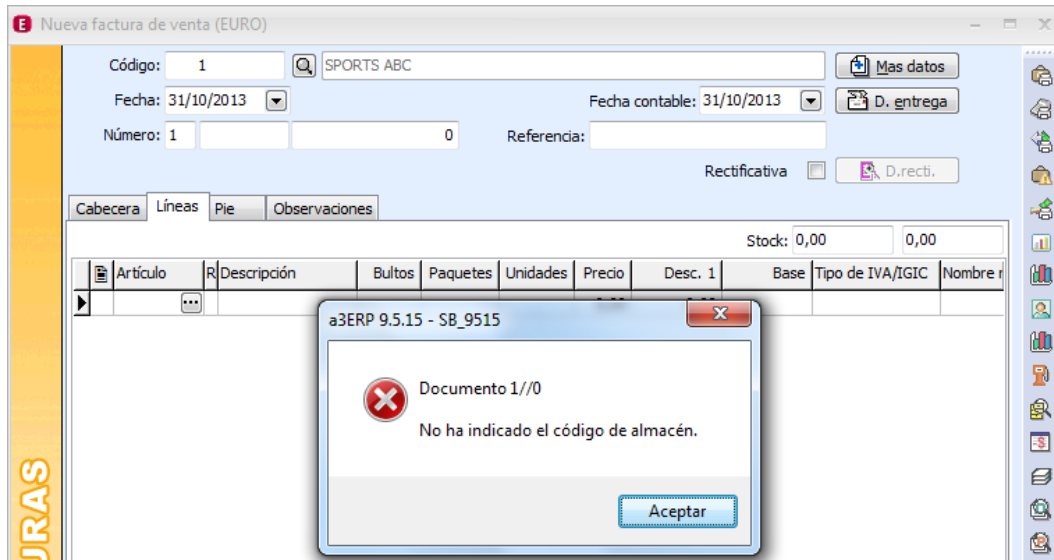 Nueva factura de venta (EURO)
Código: 1 SPORTS ABC Mas datos
Fecha: 31/10/2013 Fecha contable: 31/10/2013 D. entrega
Número: 1 0 Referencia:
Rectificativa D.recti.
Cabecera Líneas Pie Observaciones
Stock: 0,00 0,00
Artículo R Descripción Bultos Paquetes Unidades Precio Desc. 1 Base Tipo de IVA/IGIC Nombre
a3ERP 9.5.15 - SB_9515
Documento 1//0
No ha indicado el código de almacén.
Aceptar
URAS